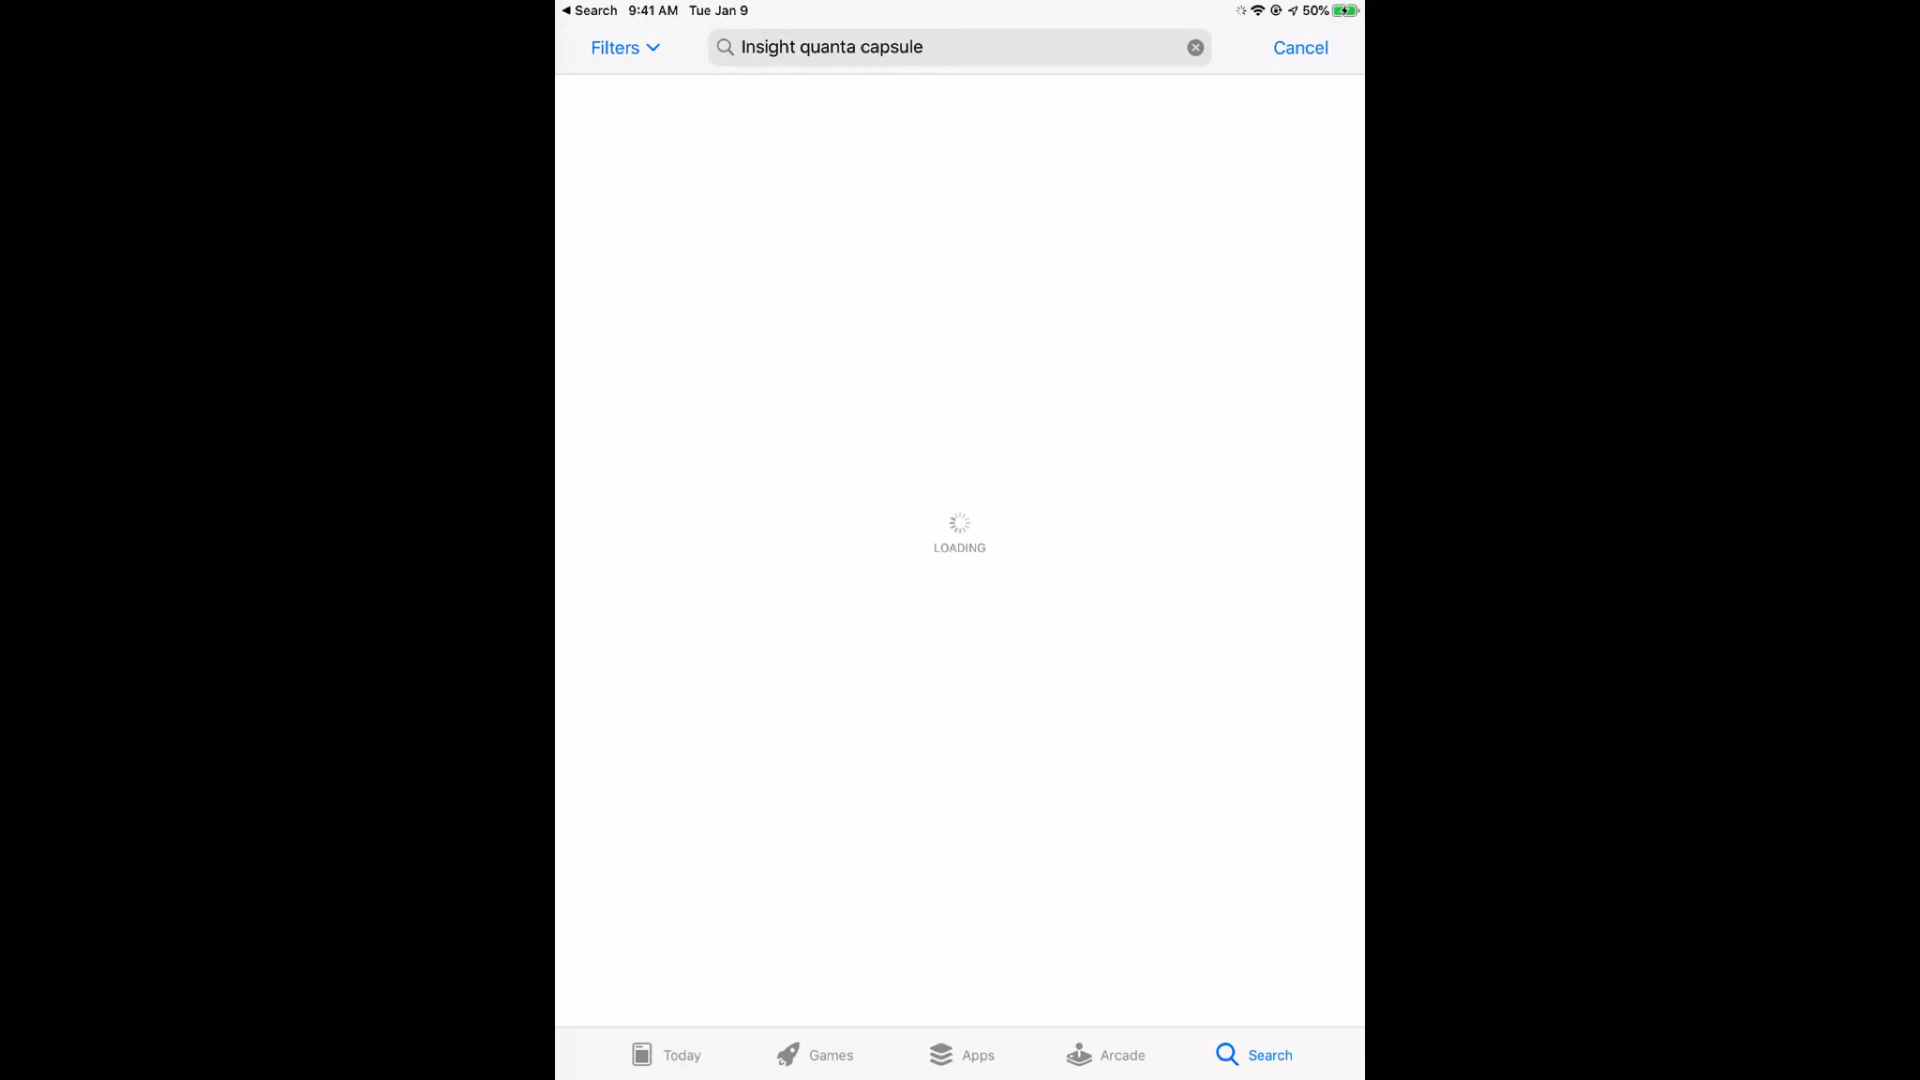 Search 9:41 AM Tue Jan 9 50%
Filters Insight quanta capsule Cancel
LOADING
Today Games Apps Arcade Search